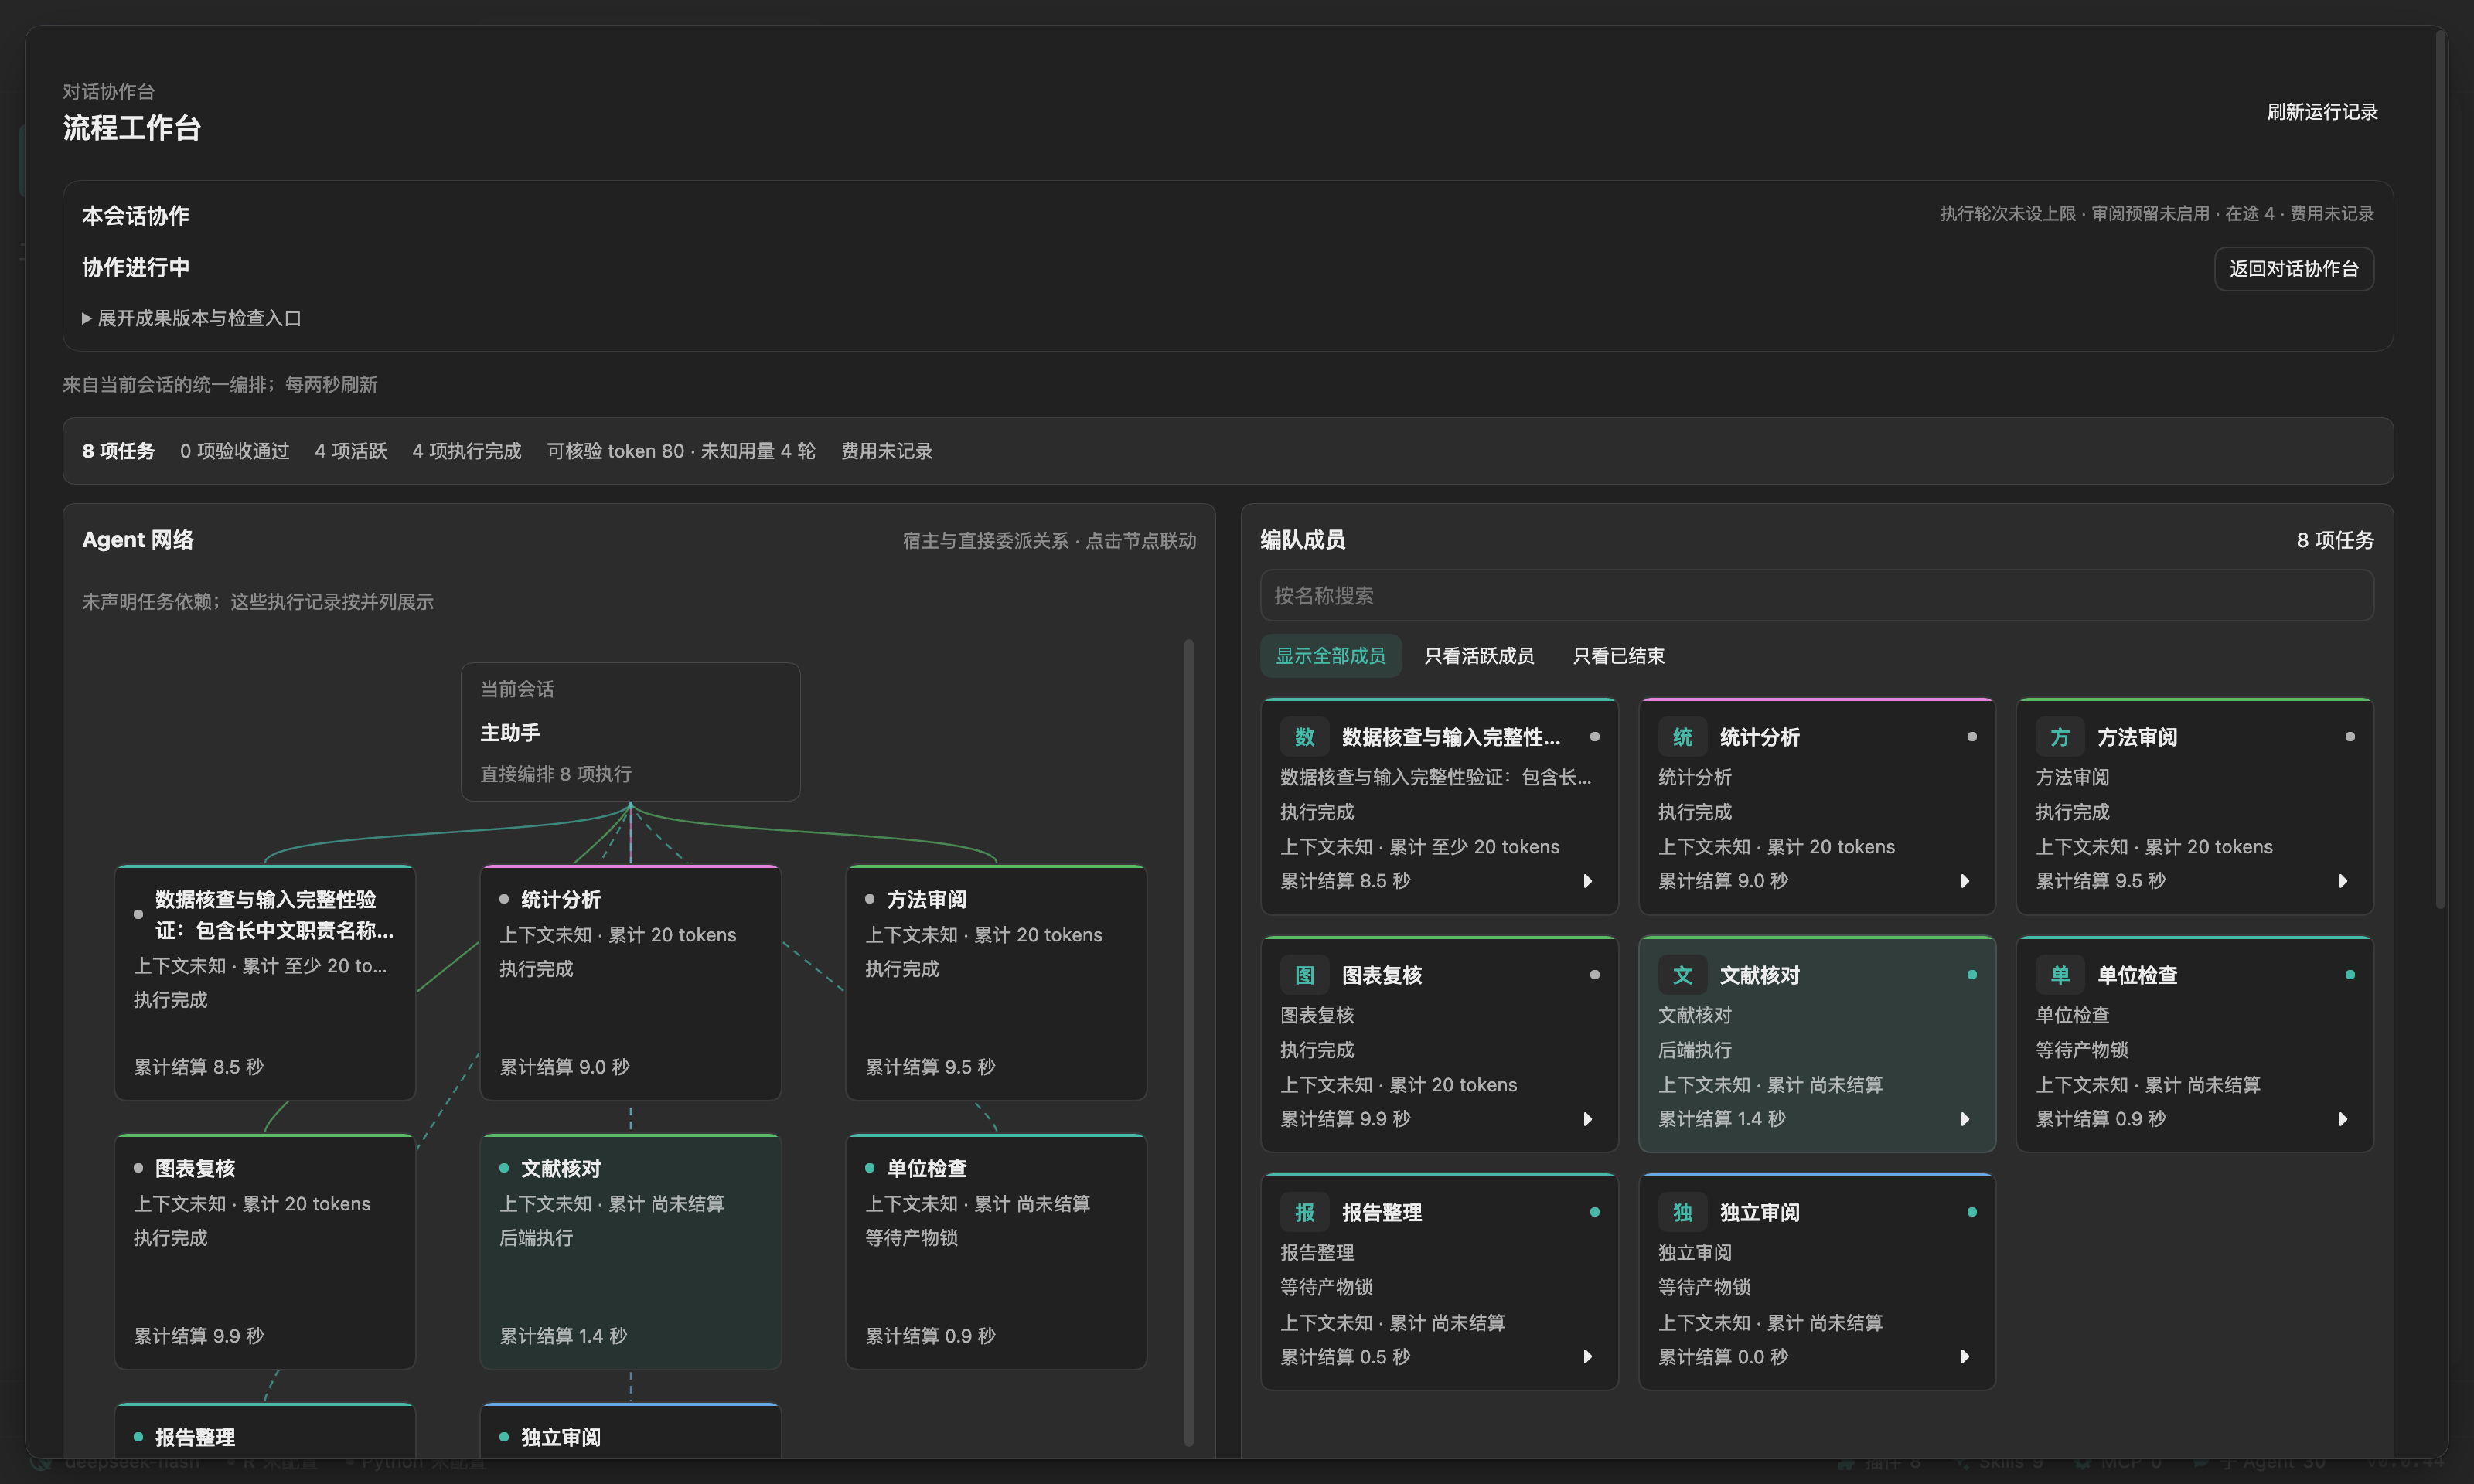 对话协作台
流程工作台
刷新运行记录
本会话协作
执行轮次未设上限 · 审阅预留未启用 · 在途 4 · 费用未记录
协作进行中
返回对话协作台
展开成果版本与检查入口
来自当前会话的统一编排；每两秒刷新
8 项任务 0 项验收通过 4 项活跃 4 项执行完成 可核验 token 80 · 未知用量 4 轮 费用未记录
Agent 网络
宿主与直接委派关系 · 点击节点联动
未声明任务依赖；这些执行记录按并列展示
当前会话
主助手
直接编排 8 项执行
数据核查与输入完整性验
证：包含长中文职责名称...
上下文未知 · 累计 至少 20 to...
执行完成
累计结算 8.5 秒
统计分析
上下文未知 · 累计 20 tokens
执行完成
累计结算 9.0 秒
方法审阅
上下文未知 · 累计 20 tokens
执行完成
累计结算 9.5 秒
图表复核
上下文未知 · 累计 20 tokens
执行完成
累计结算 9.9 秒
文献核对
上下文未知 · 累计 尚未结算
后端执行
累计结算 1.4 秒
单位检查
上下文未知 · 累计 尚未结算
等待产物锁
累计结算 0.9 秒
报告整理
独立审阅
编队成员
8 项任务
按名称搜索
显示全部成员 只看活跃成员 只看已结束
数 数据核查与输入完整性...
数据核查与输入完整性验证：包含长...
执行完成
上下文未知 · 累计 至少 20 tokens
累计结算 8.5 秒
统 统计分析
统计分析
执行完成
上下文未知 · 累计 20 tokens
累计结算 9.0 秒
方 方法审阅
方法审阅
执行完成
上下文未知 · 累计 20 tokens
累计结算 9.5 秒
图 图表复核
图表复核
执行完成
上下文未知 · 累计 20 tokens
累计结算 9.9 秒
文 文献核对
文献核对
后端执行
上下文未知 · 累计 尚未结算
累计结算 1.4 秒
单 单位检查
单位检查
等待产物锁
上下文未知 · 累计 尚未结算
累计结算 0.9 秒
报 报告整理
报告整理
等待产物锁
上下文未知 · 累计 尚未结算
累计结算 0.5 秒
独 独立审阅
独立审阅
等待产物锁
上下文未知 · 累计 尚未结算
累计结算 0.0 秒